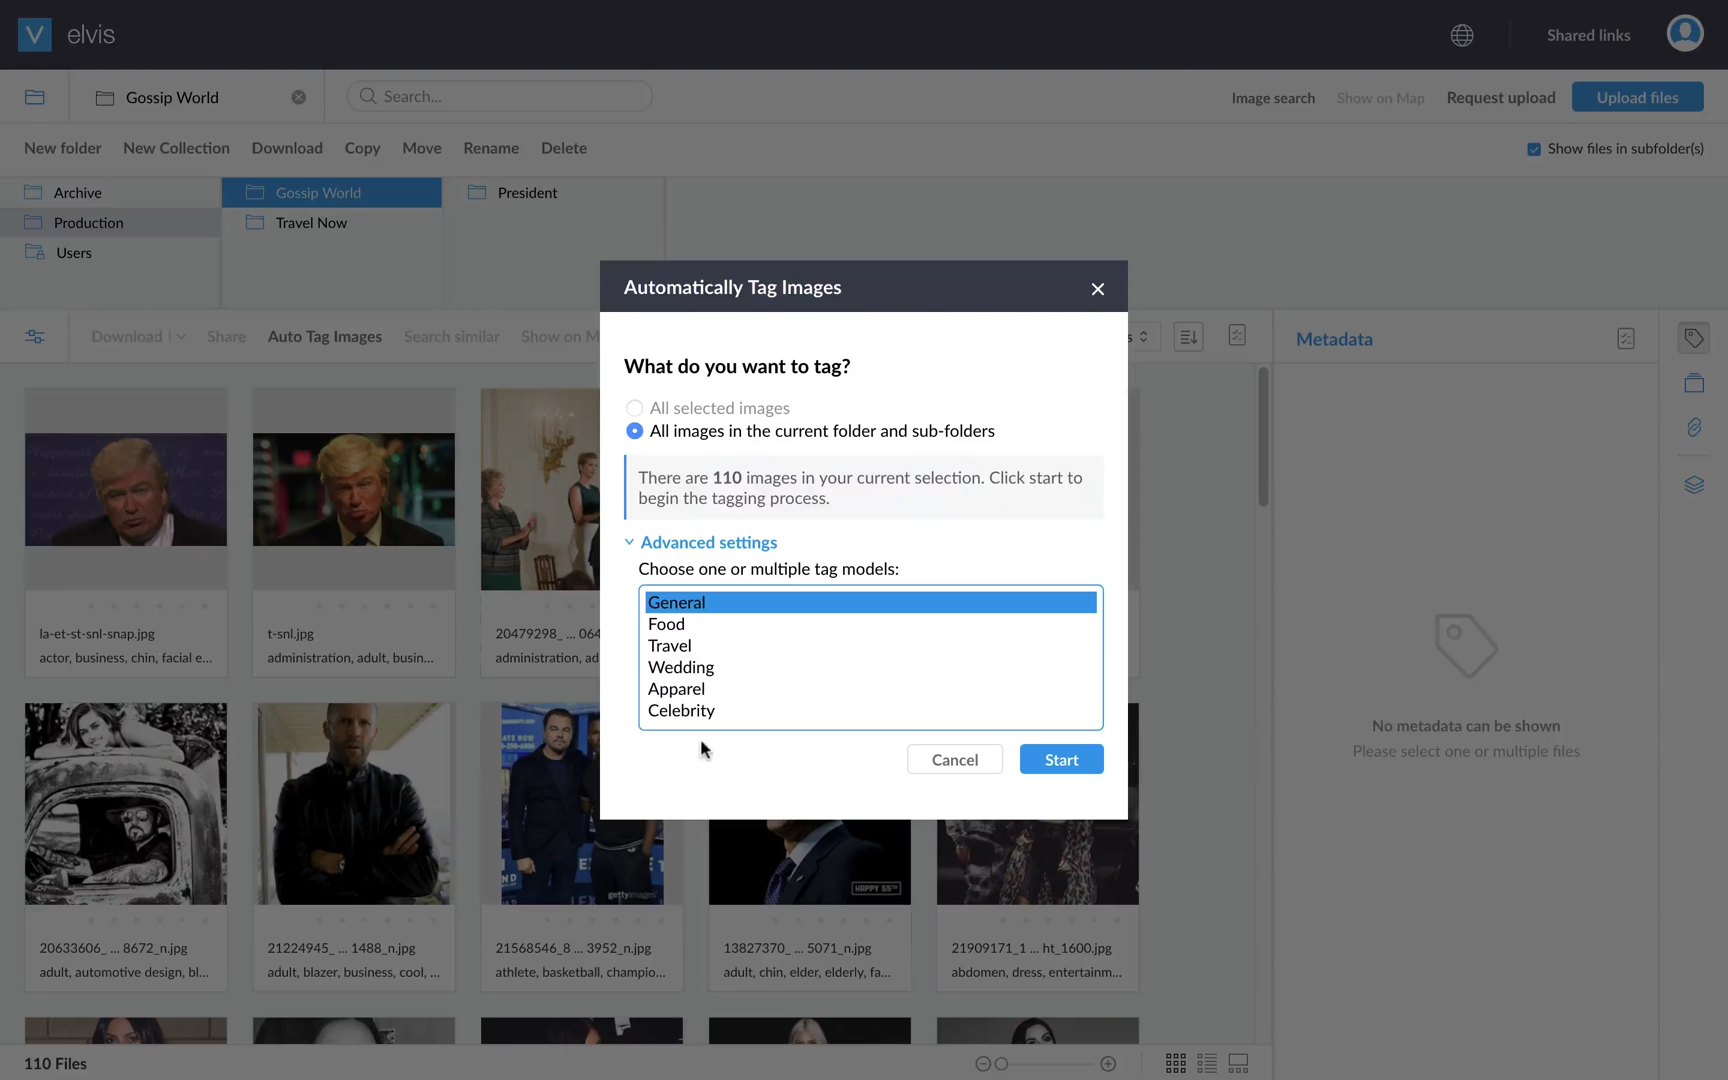 elvis
Shared links
Gossip World
Search...
Image search
Show on Map
Request upload
Upload files
New folder
New Collection
Download
Copy
Move
Rename
Delete
Show files in subfolder(s)
Archive
Gossip World
President
Production
Travel Now
Users
Automatically Tag Images
Download
Share
Auto Tag Images
Search similar
Show on M
s
Metadata
What do you want to tag?
All selected images
All images in the current folder and sub-folders
There are 110 images in your current selection. Click start to
begin the tagging process.
Advanced settings
Choose one or multiple tag models:
General
Food
Travel
Wedding
Apparel
Celebrity
Cancel
Start
la-et-st-snl-snap.jpg
actor, business, chin, facial e...
t-snl.jpg
administration, adult, busin...
20479298_ ... 064
administration, ad
No metadata can be shown
Please select one or multiple files
gettyimages
HAPPY 55TH
20633606_ ... 8672_n.jpg
adult, automotive design, bl...
21224945_ ... 1488_n.jpg
adult, blazer, business, cool, ...
21568546_8 ... 3952_n.jpg
athlete, basketball, champio...
13827370_ ... 5071_n.jpg
adult, chin, elder, elderly, fa...
21909171_1 ... ht_1600.jpg
abdomen, dress, entertainm...
110 Files